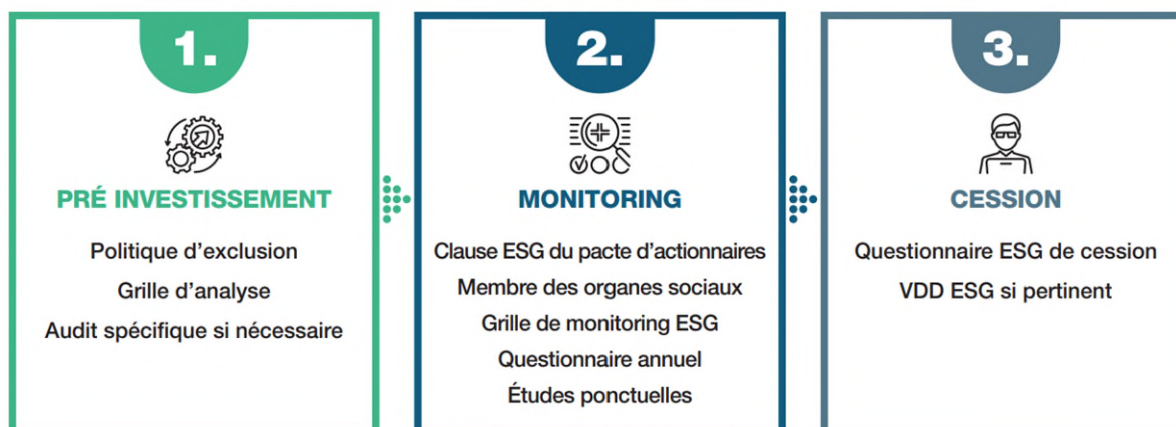 1.
PRÉ INVESTISSEMENT
Politique d’exclusion
Grille d’analyse
Audit spécifique si nécessaire
2.
MONITORING
Clause ESG du pacte d’actionnaires
Membre des organes sociaux
Grille de monitoring ESG
Questionnaire annuel
Études ponctuelles
3.
CESSION
Questionnaire ESG de cession
VDD ESG si pertinent